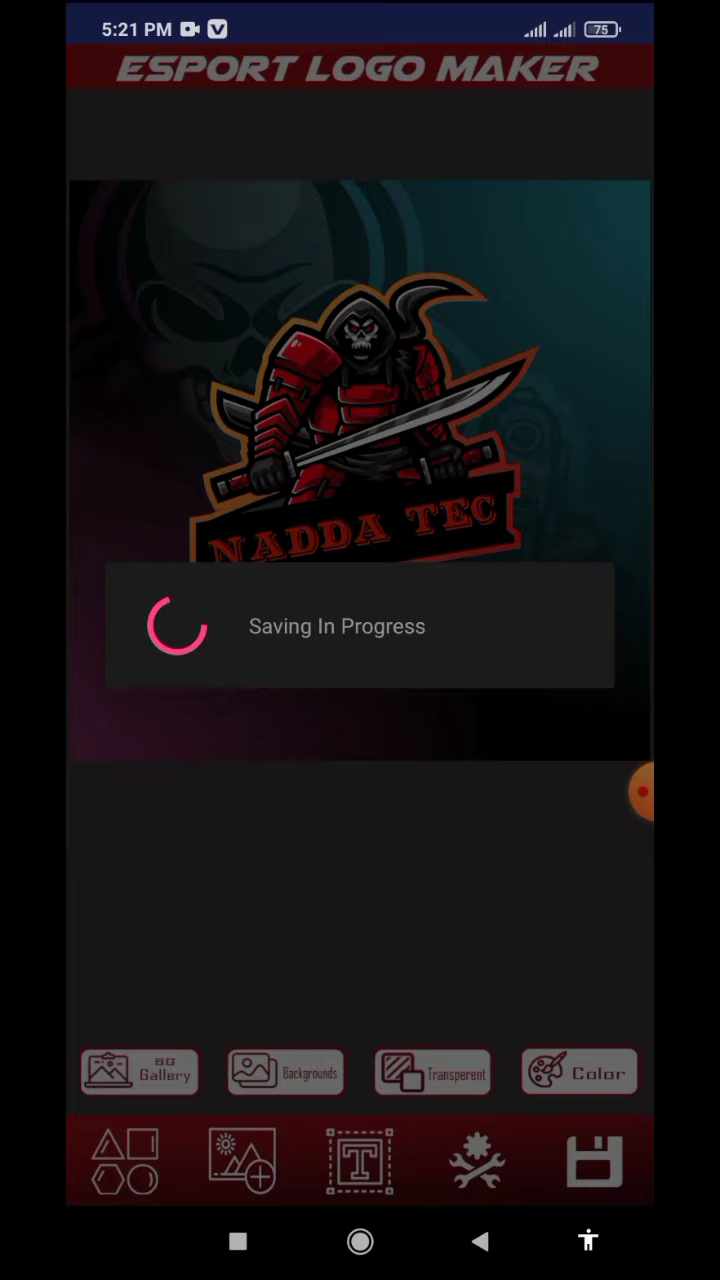 5:21 PM
75
ESPORT LOGO MAKER
NADDA TEC
Saving In Progress
BG
Gallery
Backgrounds
Transperent
Color
T